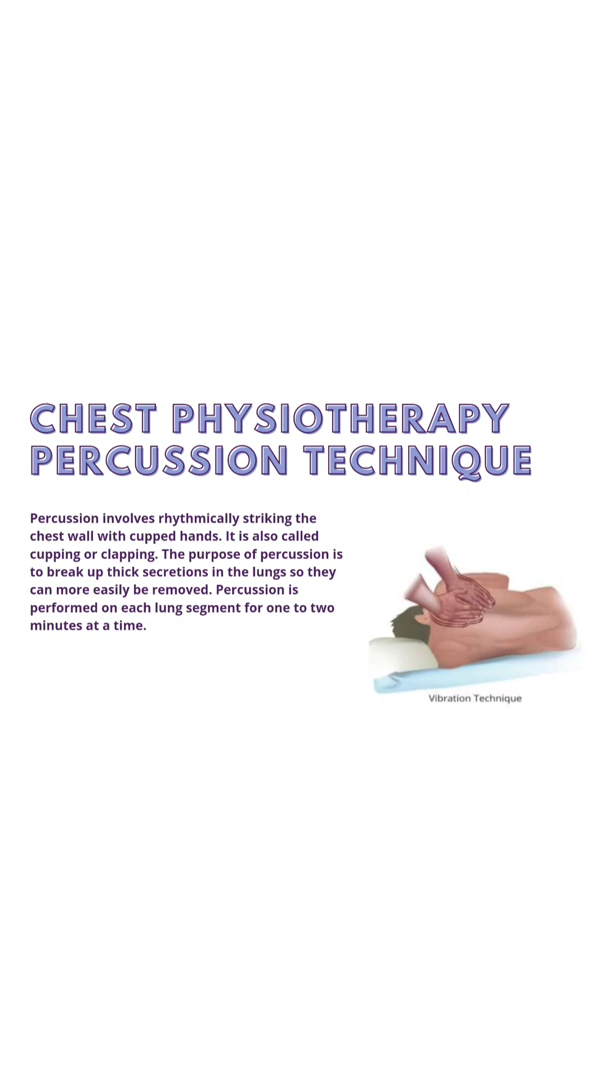 CHEST PHYSIOTHERAPY
PERCUSSION TECHNIQUE
Percussion involves rhythmically striking the
chest wall with cupped hands. It is also called
cupping or clapping. The purpose of percussion is
to break up thick secretions in the lungs so they
can more easily be removed. Percussion is
performed on each lung segment for one to two
minutes at a time.
Vibration Technique